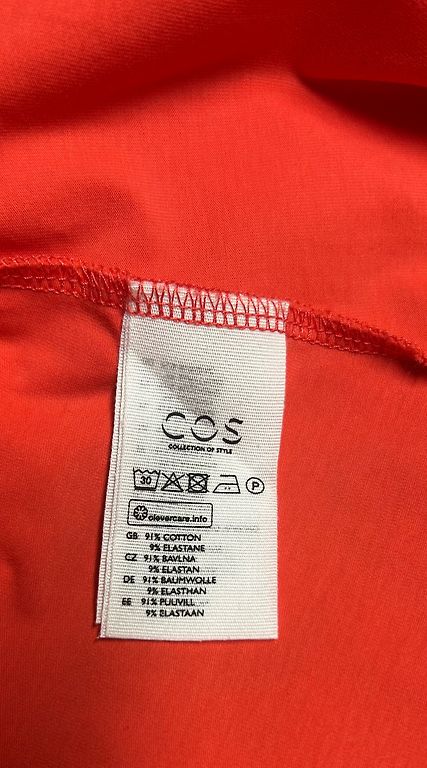 COS
COLLECTION OF STYLE
30 P
clevercare.info
GB 91% COTTON
9% ELASTANE
CZ 91% BAVLNA
9% ELASTAN
DE 91% BAUMWOLLE
9% ELASTHAN
EE 91% PUUVILL
9% ELASTAAN